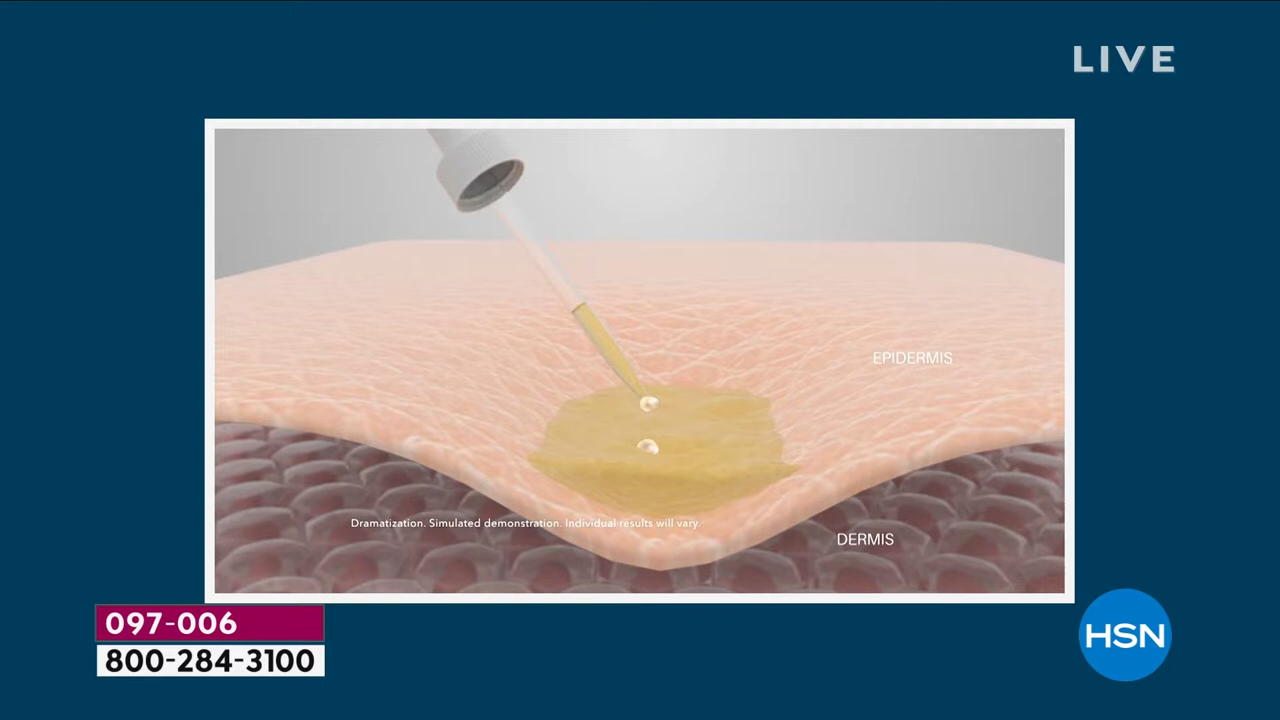 LIVE
EPIDERMIS
Dramatization. Simulated demonstration. Individual results will vary.
DERMIS
097-006
800-284-3100
HSN